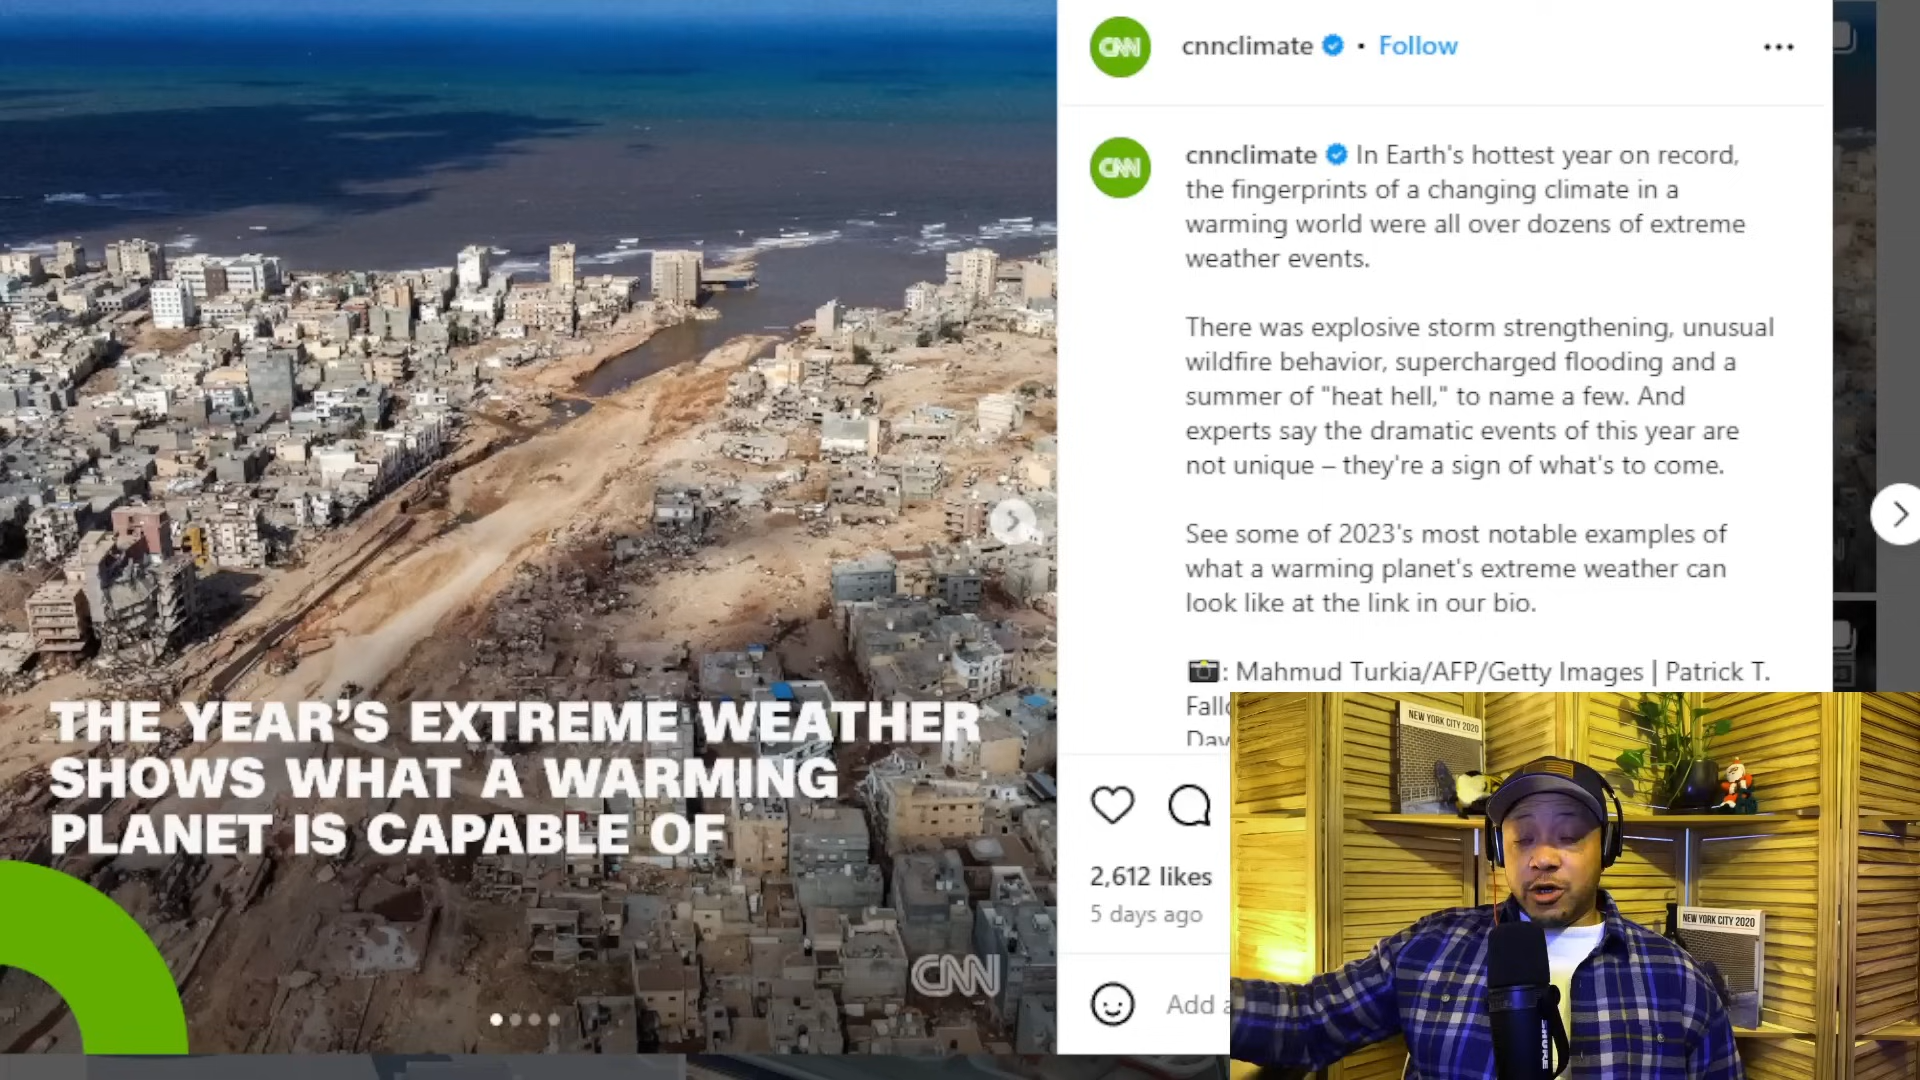 THE YEAR'S EXTREME WEATHER
SHOWS WHAT A WARMING
PLANET IS CAPABLE OF
CNN
CNN
cnnclimate • Follow
CNN
cnnclimate In Earth's hottest year on record,
the fingerprints of a changing climate in a
warming world were all over dozens of extreme
weather events.
There was explosive storm strengthening, unusual
wildfire behavior, supercharged flooding and a
summer of "heat hell," to name a few. And
experts say the dramatic events of this year are
not unique – they're a sign of what's to come.
See some of 2023's most notable examples of
what a warming planet's extreme weather can
look like at the link in our bio.
📷: Mahmud Turkia/AFP/Getty Images | Patrick T.
2,612 likes
5 days ago
Add
NEW YORK CITY 2020
NEW YORK CITY 2020
SHURE